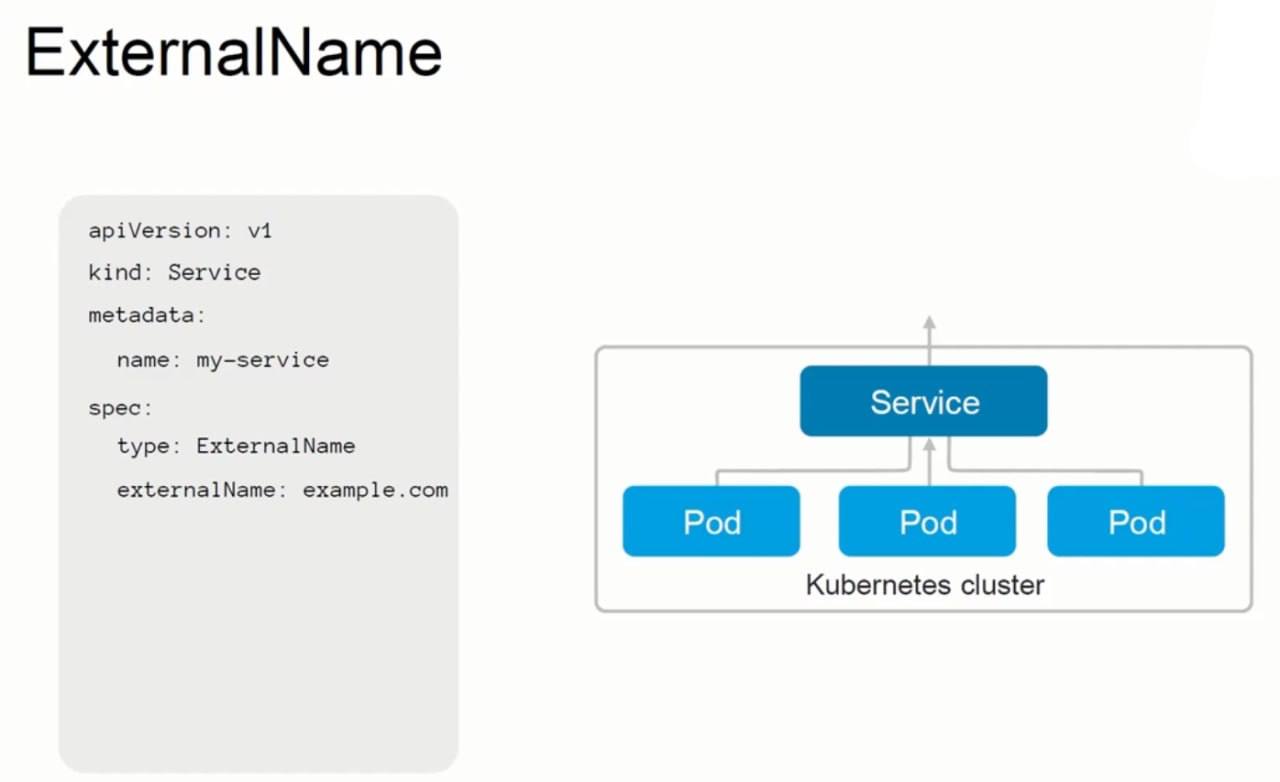 ExternalName
apiVersion: v1
kind: Service
metadata:
name: my-service
spec:
type: ExternalName
externalName: example.com
Service
Pod
Pod
Pod
Kubernetes cluster